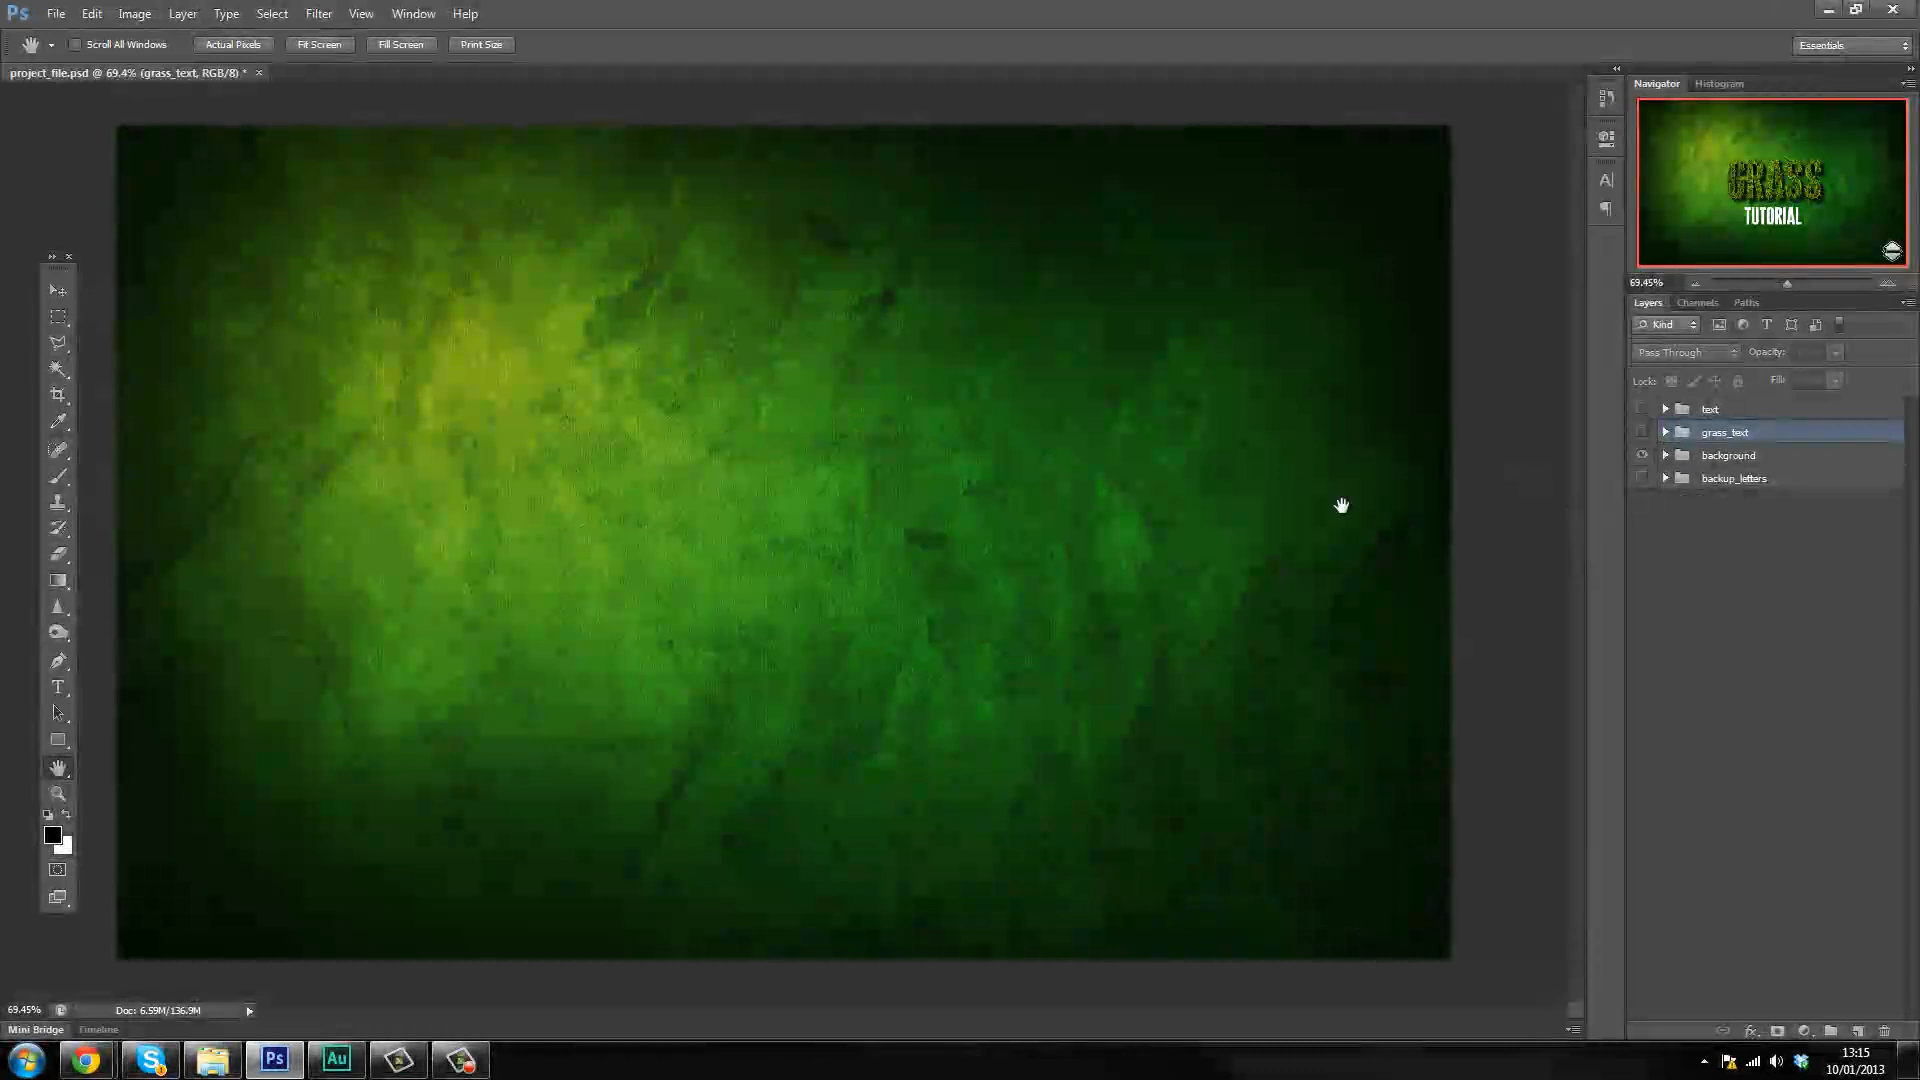 Ps File Edit Image Layer Type Select Filter View Window Help
Scroll All Windows Actual Pixels Fit Screen Fill Screen Print Size Essentials
project_file.psd @ 69.4% (grass_text, RGB/8) * ×
Navigator Histogram
GRASS
TUTORIAL
69.45%
Layers Channels Paths
Kind
Pass Through Opacity:
Lock: Fill:
text
grass_text
background
backup_letters
69.45% Doc: 6.59M/136.9M
Mini Bridge Timeline
Ps Au
13:15
10/01/2013